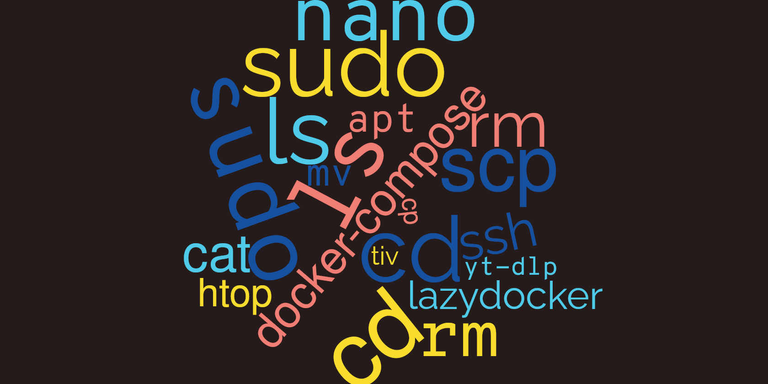 nano
sudo
sudo
ls
apt
docker-compose
rm
ls
mv
scp
cp
ssh
cat
tiv
cd
yt-dlp
htop
lazydocker
cd
rm